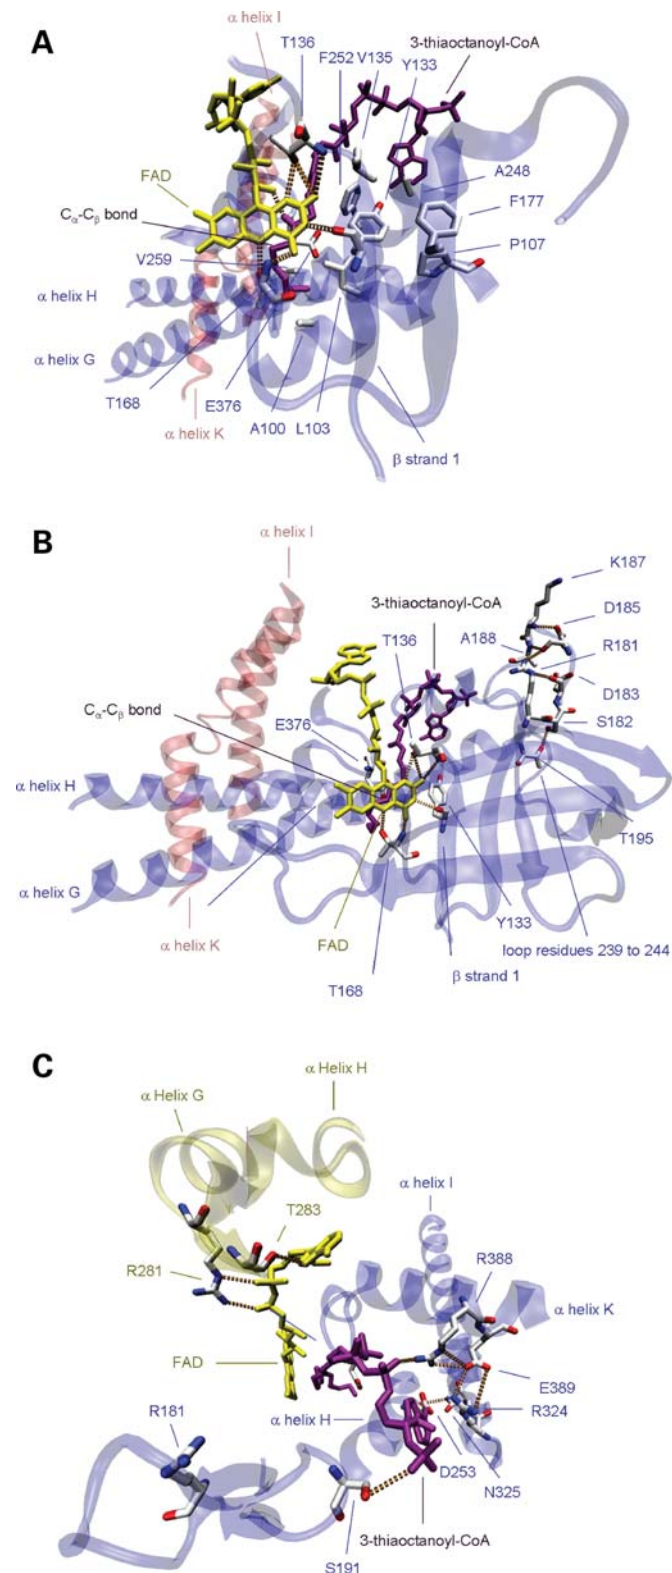 A
α helix I
T136
3-thiaoctanoyl-CoA
F252 V135 Y133
FAD
A248
F177
P107
Cα-Cβ bond
V259
α helix H
α helix G
T168
E376
A100 L103
α helix K
β strand 1
B
α helix I
K187
3-thiaoctanoyl-CoA
D185
T136
A188
R181
D183
S182
Cα-Cβ bond
E376
α helix H
T195
α helix G
Y133
α helix K
FAD
loop residues 239 to 244
β strand 1
T168
C
α Helix H
α Helix G
α helix I
T283
R388
R281
α helix K
FAD
E389
R324
R181
α helix H
D253
N325
3-thiaoctanoyl-CoA
S191